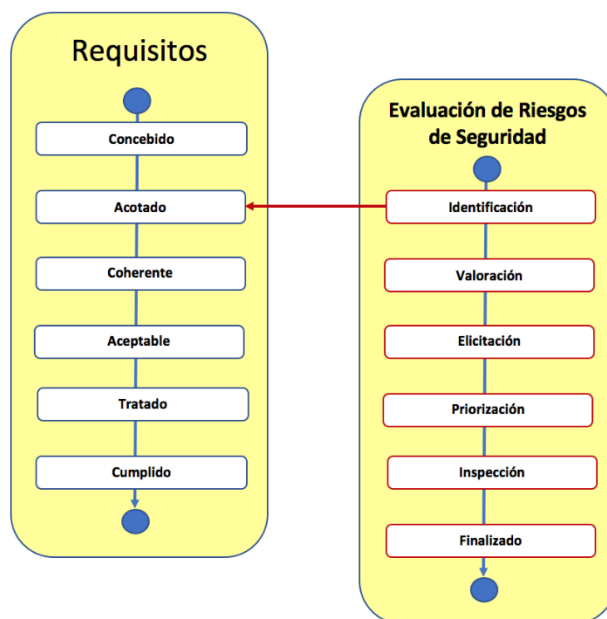 Requisitos
Concebido
Acotado
Coherente
Aceptable
Tratado
Cumplido
Evaluación de Riesgos
de Seguridad
Identificación
Valoración
Elicitación
Priorización
Inspección
Finalizado